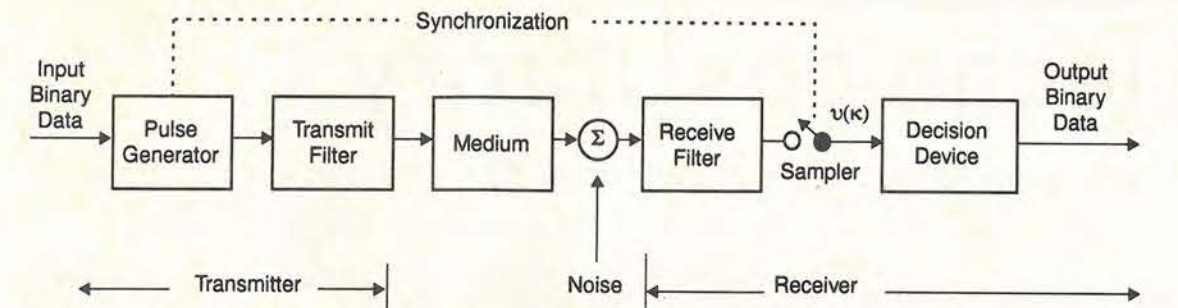 Synchronization
Input
Binary
Data
Pulse
Generator
Transmit
Filter
Medium
Σ
Receive
Filter
Sampler
υ(κ)
Decision
Device
Output
Binary
Data
Transmitter
Noise
Receiver